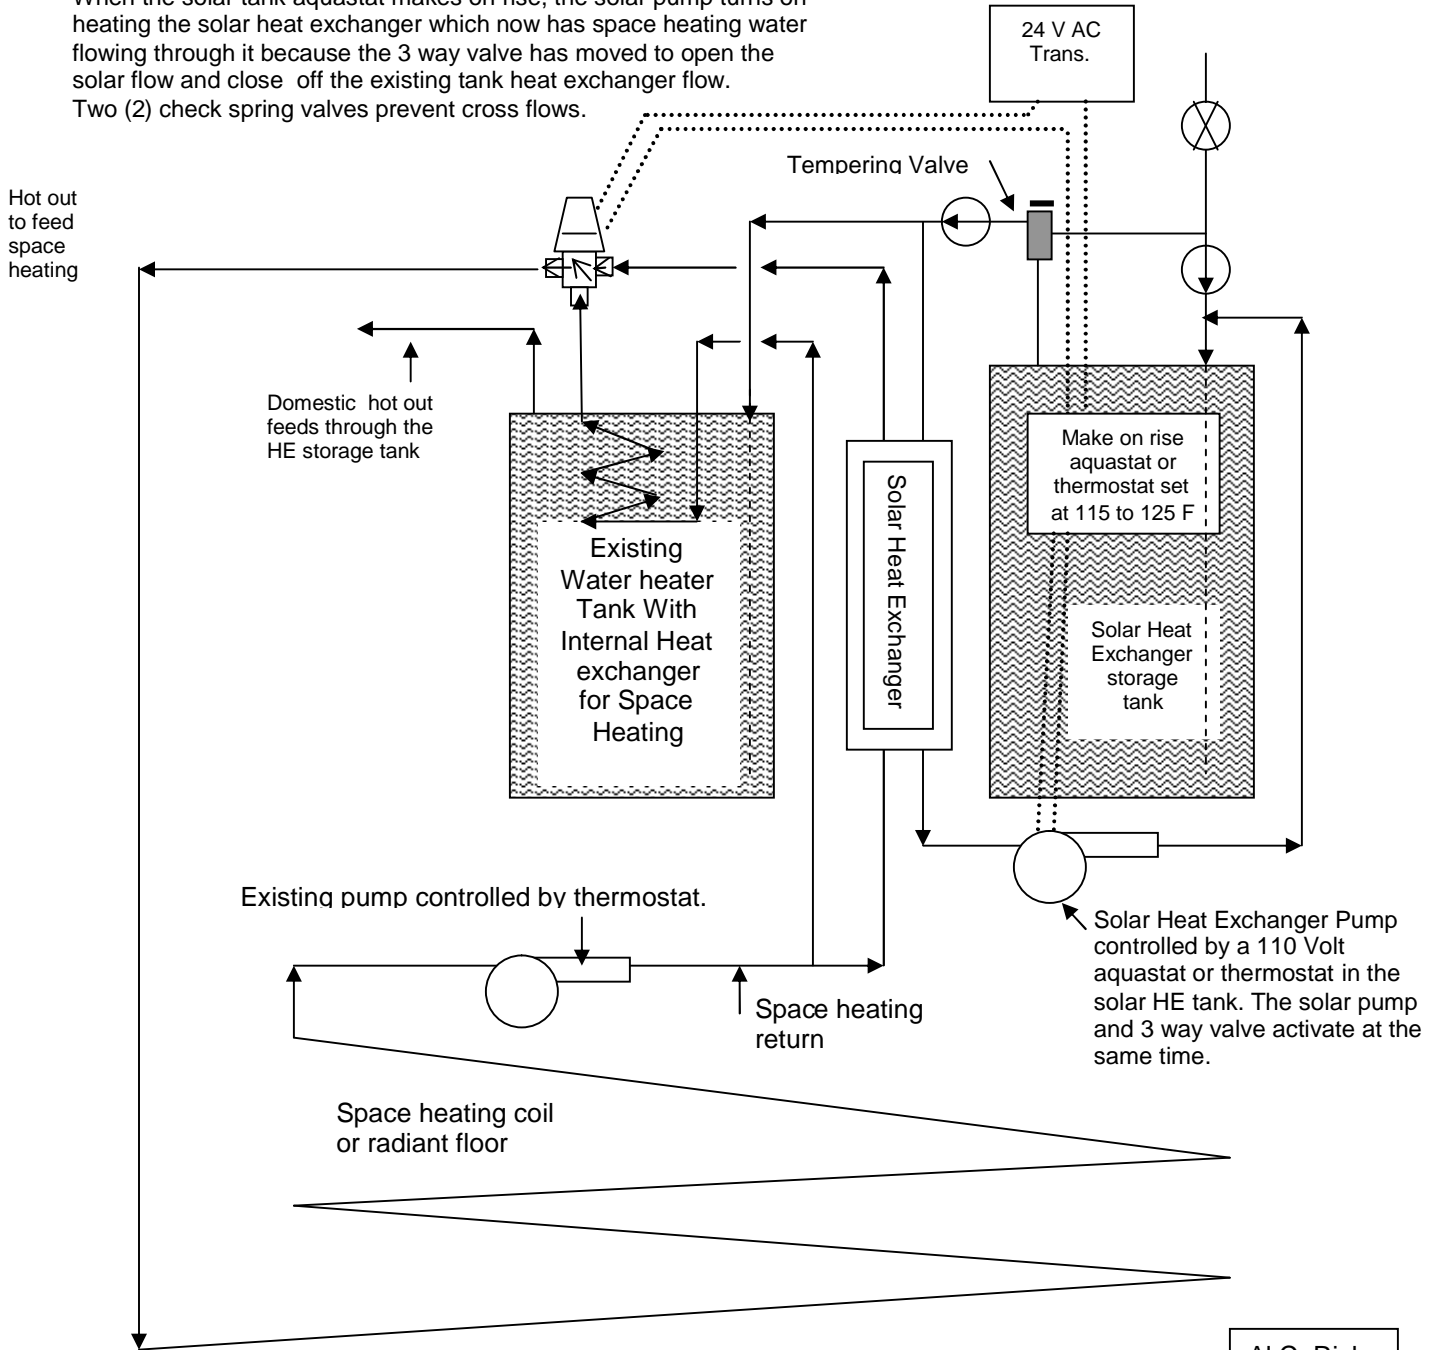 When the solar tank aquastat makes on rise, the solar pump turns on
heating the solar heat exchanger which now has space heating water
flowing through it because the 3 way valve has moved to open the
solar flow and close off the existing tank heat exchanger flow.
Two (2) check spring valves prevent cross flows.
24 V AC
Trans.
Tempering Valve
Hot out
to feed
space
heating
Domestic hot out
feeds through the
HE storage tank
Make on rise
aquastat or
thermostat set
at 115 to 125 F
Existing
Water heater
Tank With
Internal Heat
exchanger
for Space
Heating
Solar Heat Exchanger
Solar Heat
Exchanger
storage
tank
Existing pump controlled by thermostat.
Solar Heat Exchanger Pump
controlled by a 110 Volt
aquastat or thermostat in the
solar HE tank. The solar pump
and 3 way valve activate at the
same time.
Space heating
return
Space heating coil
or radiant floor